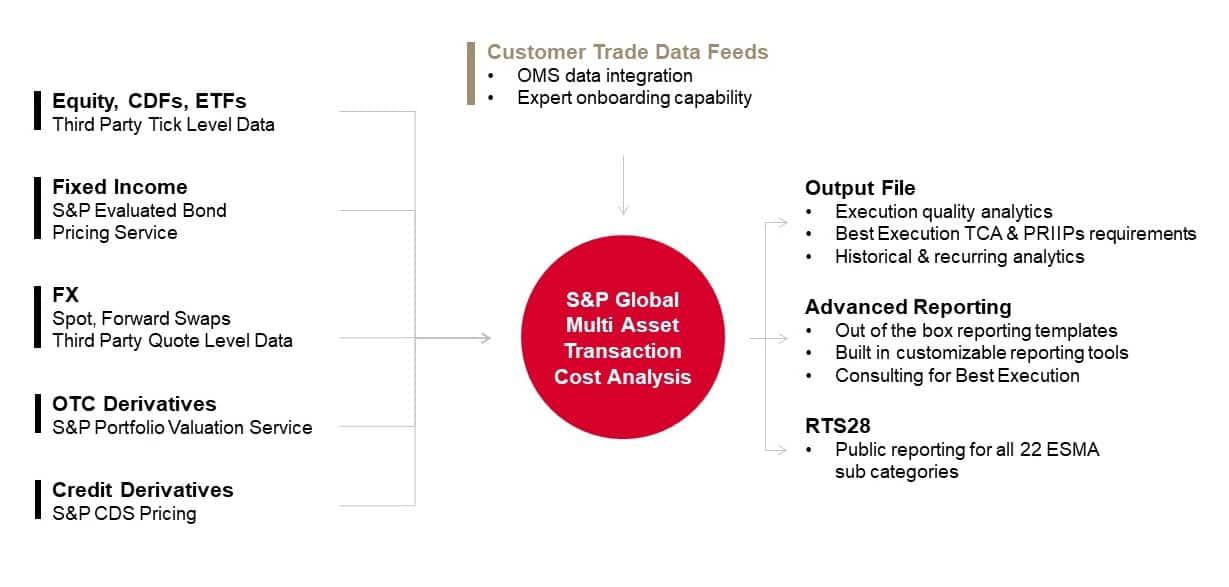 Customer Trade Data Feeds
• OMS data integration
• Expert onboarding capability
Equity, CDFs, ETFs
Third Party Tick Level Data
Fixed Income
S&P Evaluated Bond
Pricing Service
FX
Spot, Forward Swaps
Third Party Quote Level Data
OTC Derivatives
S&P Portfolio Valuation Service
Credit Derivatives
S&P CDS Pricing
S&P Global
Multi Asset
Transaction
Cost Analysis
Output File
• Execution quality analytics
• Best Execution TCA & PRIIPs requirements
• Historical & recurring analytics
Advanced Reporting
• Out of the box reporting templates
• Built in customizable reporting tools
• Consulting for Best Execution
RTS28
• Public reporting for all 22 ESMA
sub categories